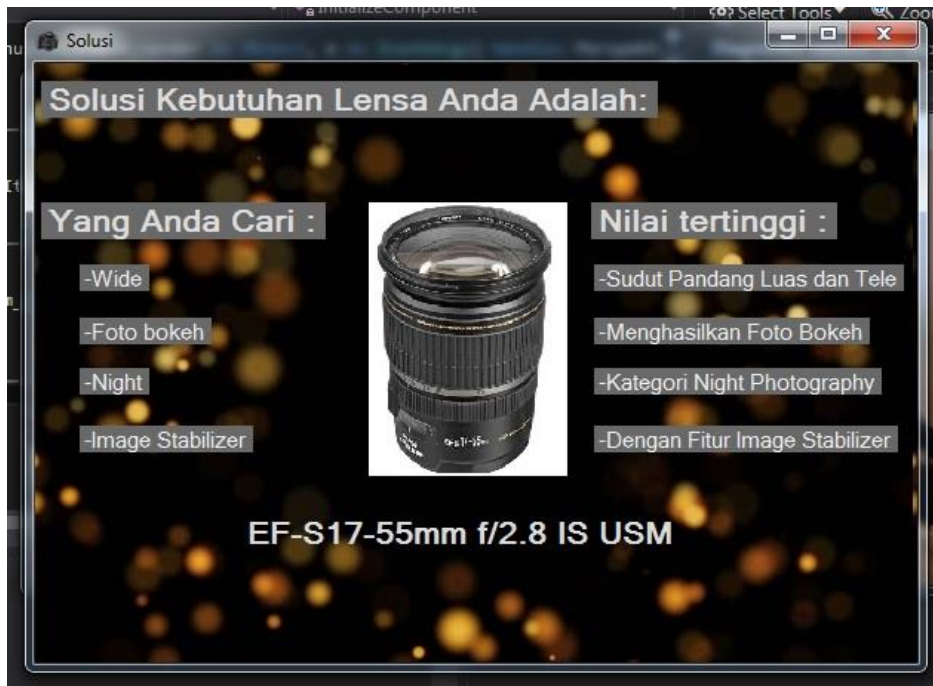 InitializeComponent
Select Tools
Solusi
Solusi Kebutuhan Lensa Anda Adalah:
Yang Anda Cari :
-Wide
-Foto bokeh
-Night
-Image Stabilizer
Nilai tertinggi :
-Sudut Pandang Luas dan Tele
-Menghasilkan Foto Bokeh
-Kategori Night Photography
-Dengan Fitur Image Stabilizer
EF-S17-55mm f/2.8 IS USM